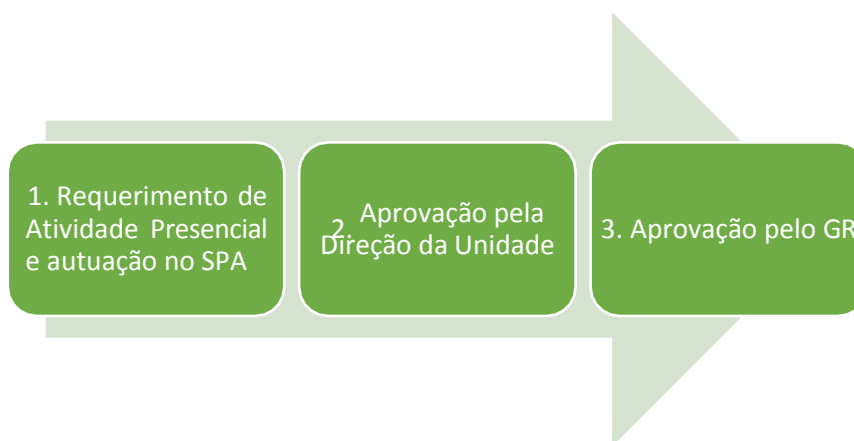 1. Requerimento de
Atividade Presencial
e autuação no SPA
2. Aprovação pela
Direção da Unidade
3. Aprovação pelo GR